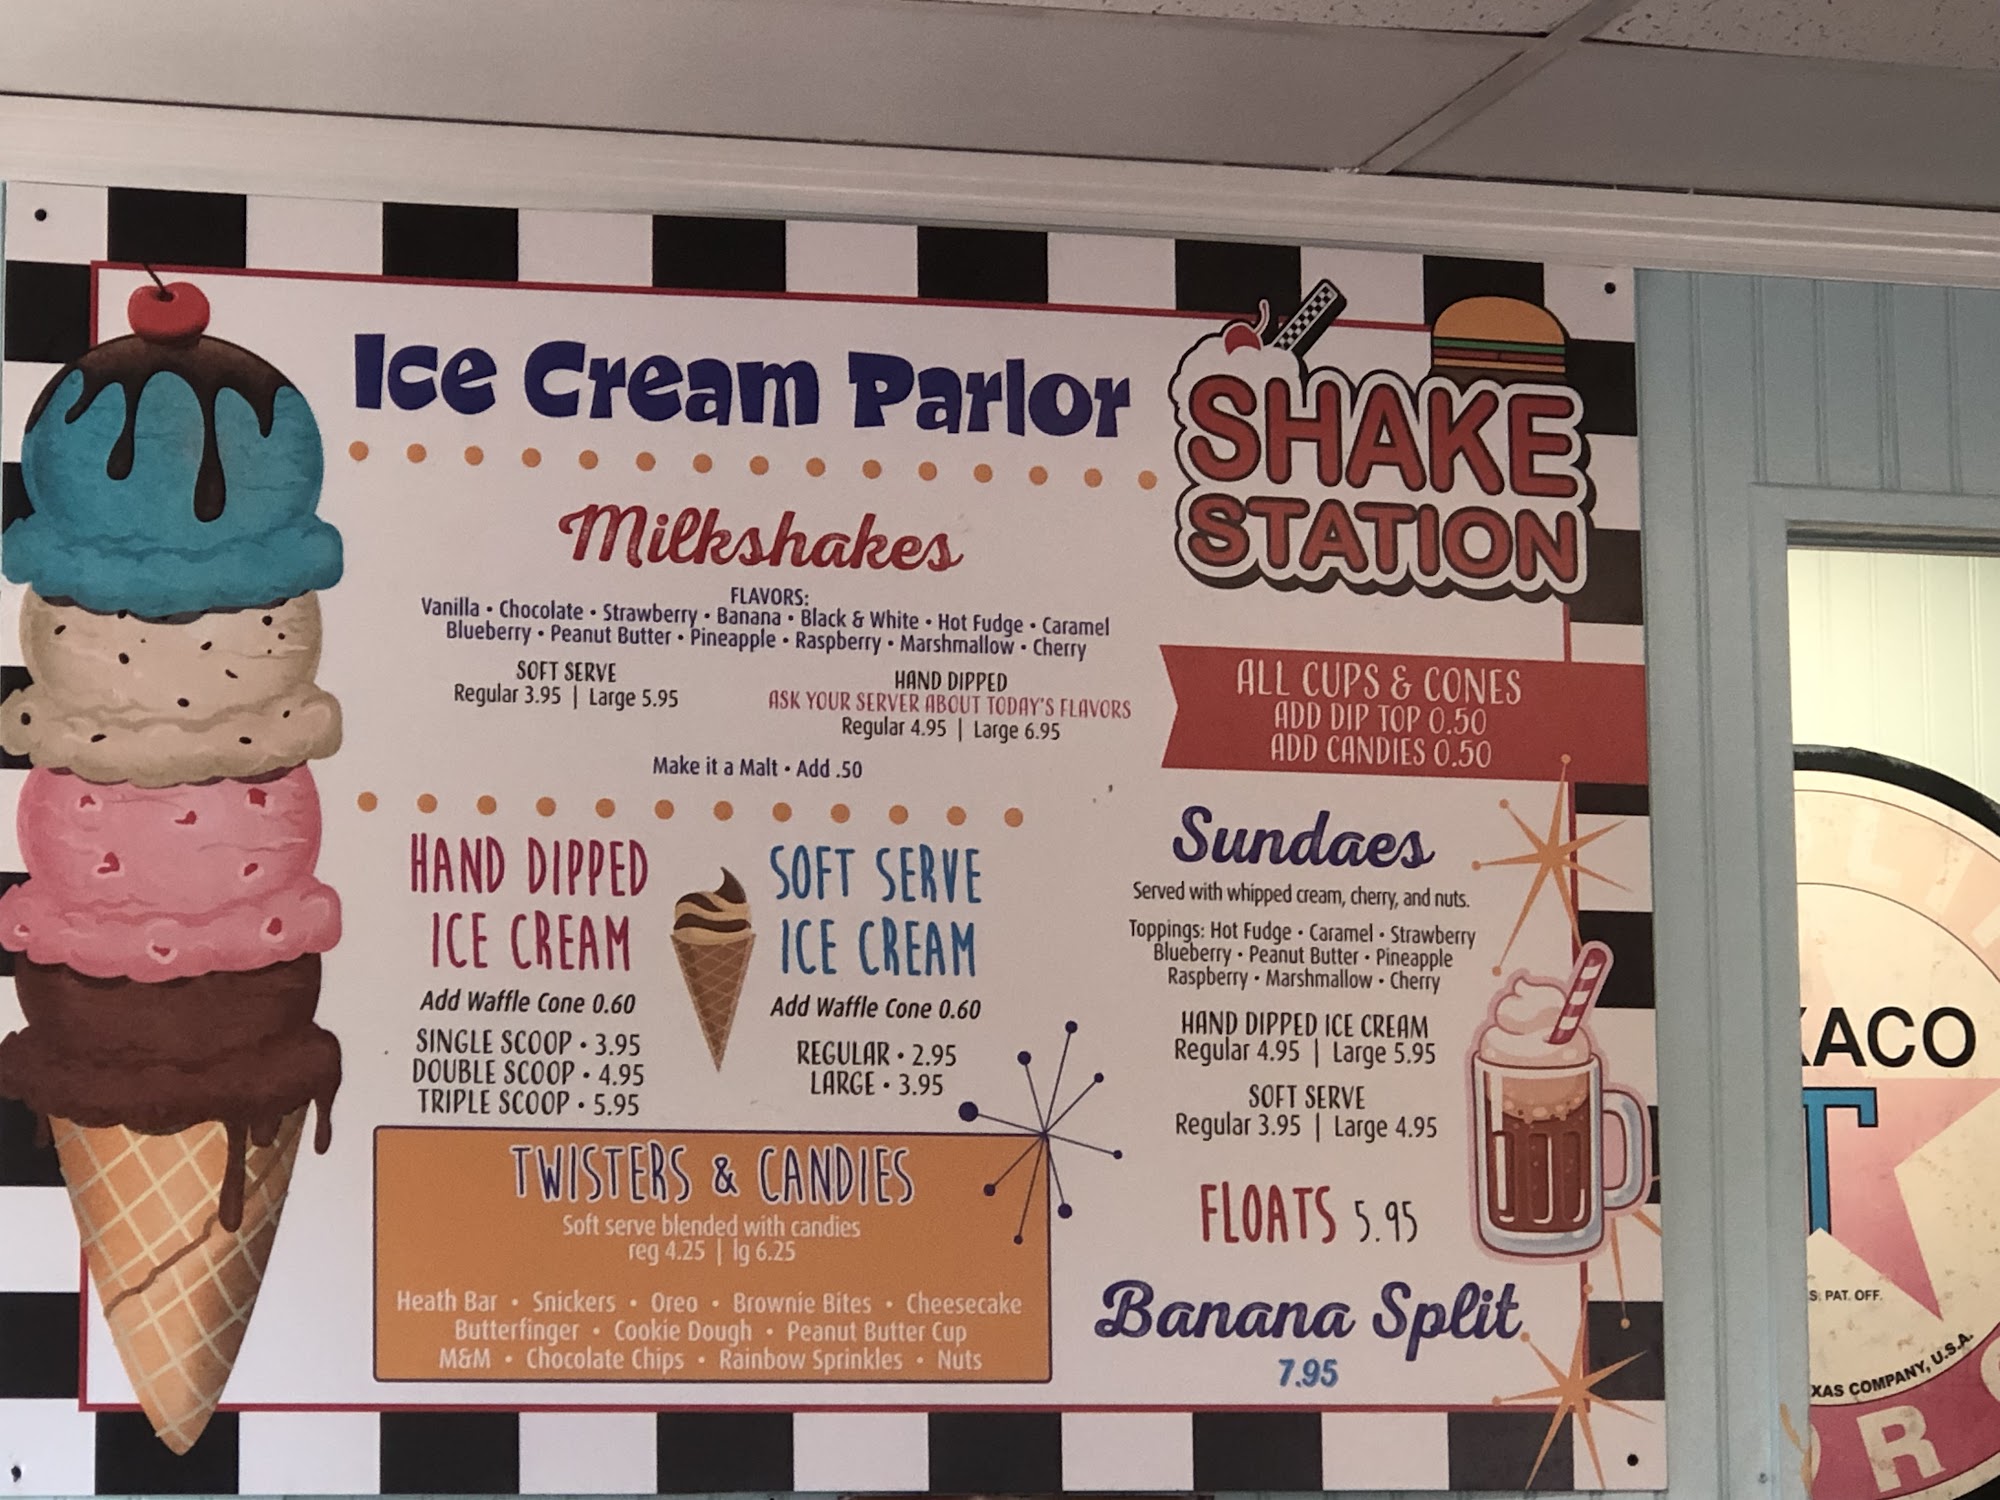 Ice Cream Parlor
SHAKE
STATION
Milkshakes
FLAVORS:
Vanilla • Chocolate • Strawberry • Banana • Black & White • Hot Fudge • Caramel
Blueberry • Peanut Butter • Pineapple • Raspberry • Marshmallow • Cherry
SOFT SERVE
Regular 3.95 | Large 5.95
HAND DIPPED
ASK YOUR SERVER ABOUT TODAY'S FLAVORS
Regular 4.95 | Large 6.95
Make it a Malt • Add .50
ALL CUPS & CONES
ADD DIP TOP 0.50
ADD CANDIES 0.50
HAND DIPPED
ICE CREAM
Add Waffle Cone 0.60
SINGLE SCOOP • 3.95
DOUBLE SCOOP • 4.95
TRIPLE SCOOP • 5.95
SOFT SERVE
ICE CREAM
Add Waffle Cone 0.60
REGULAR • 2.95
LARGE • 3.95
TWISTERS & CANDIES
Soft serve blended with candies
reg 4.25 | lg 6.25
Heath Bar • Snickers • Oreo • Brownie Bites • Cheesecake
Butterfinger • Cookie Dough • Peanut Butter Cup
M&M • Chocolate Chips • Rainbow Sprinkles • Nuts
Sundaes
Served with whipped cream, cherry, and nuts.
Toppings: Hot Fudge • Caramel • Strawberry
Blueberry • Peanut Butter • Pineapple
Raspberry • Marshmallow • Cherry
HAND DIPPED ICE CREAM
Regular 4.95 | Large 5.95
SOFT SERVE
Regular 3.95 | Large 4.95
FLOATS 5.95
Banana Split
7.95
XACO
T
S. PAT. OFF.
XAS COMPANY, U.S.A.
R